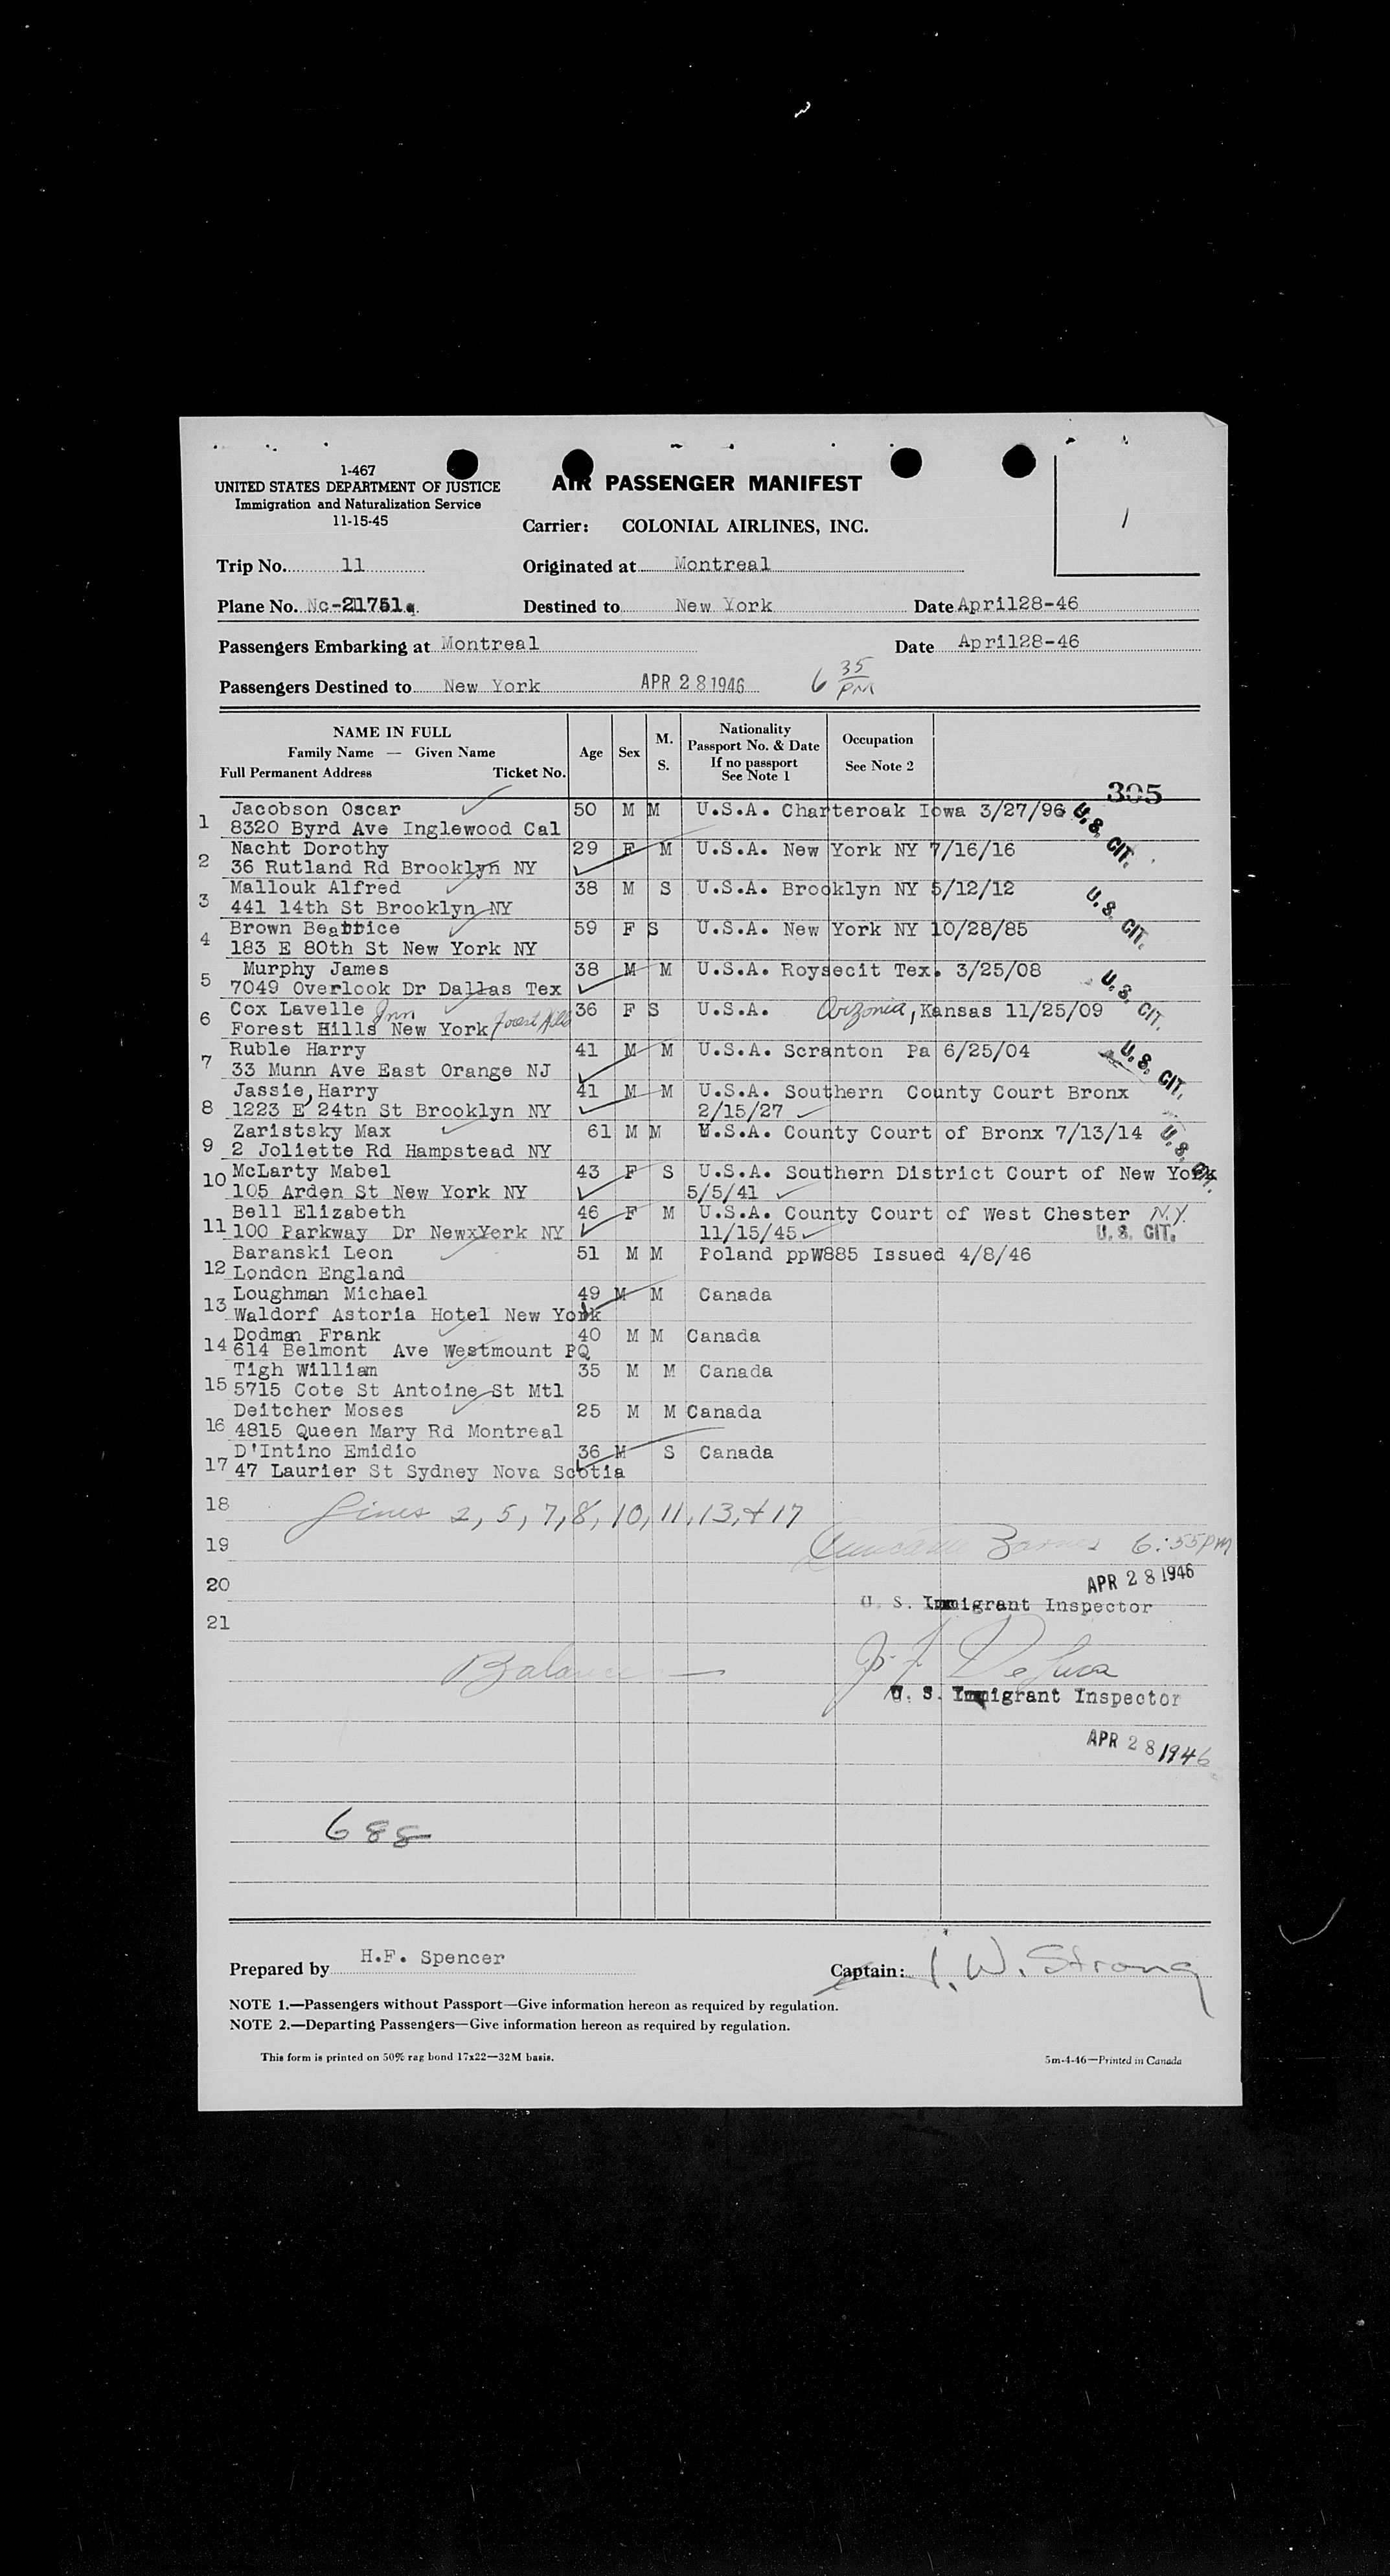 1-467
UNITED STATES DEPARTMENT OF JUSTICE
Immigration and Naturalization Service
11-15-45
AIR PASSENGER MANIFEST
Carrier: COLONIAL AIRLINES, INC.
1
Trip No. 11 Originated at Montreal
Plane No. Nc-21751 Destined to New York Date April28-46
Passengers Embarking at Montreal Date April28-46
Passengers Destined to New York APR 28 1946 6 35 PM
NAME IN FULL
Family Name — Given Name
Full Permanent Address Ticket No.
Age Sex M. S.
Nationality
Passport No. & Date
If no passport
See Note 1
Occupation
See Note 2
305
1 Jacobson Oscar 50 M M U.S.A. Charteroak Iowa 3/27/96 U.S. CIT.
8320 Byrd Ave Inglewood Cal
2 Nacht Dorothy 29 F M U.S.A. New York NY 7/16/16
36 Rutland Rd Brooklyn NY
3 Mallouk Alfred 38 M S U.S.A. Brooklyn NY 5/12/12 U.S. CIT.
441 14th St Brooklyn NY
4 Brown Beatrice 59 F S U.S.A. New York NY 10/28/85
183 E 80th St New York NY
5 Murphy James 38 M M U.S.A. Roysecit Tex. 3/25/08 U.S. CIT.
7049 Overlook Dr Dallas Tex
6 Cox Lavelle Inn 36 F S U.S.A. Arzonia, Kansas 11/25/09
Forest Hills New York Forest Hills
7 Ruble Harry 41 M M U.S.A. Scranton Pa 6/25/04 U.S. CIT.
33 Munn Ave East Orange NJ
8 Jassie, Harry 41 M M U.S.A. Southern County Court Bronx
1223 E 24tn St Brooklyn NY 2/15/27
9 Zaristsky Max 61 M M U.S.A. County Court of Bronx 7/13/14 U.S. CIT.
2 Joliette Rd Hampstead NY
10 McLarty Mabel 43 F S U.S.A. Southern District Court of New York
105 Arden St New York NY 5/5/41
11 Bell Elizabeth 46 F M U.S.A. County Court of West Chester N.Y.
100 Parkway Dr NewxYerk NY 11/15/45 U.S. CIT.
12 Baranski Leon 51 M M Poland ppW885 Issued 4/8/46
London England
13 Loughman Michael 49 M M Canada
Waldorf Astoria Hotel New York
14 Dodman Frank 40 M M Canada
614 Belmont Ave Westmount PQ
15 Tigh William 35 M M Canada
5715 Cote St Antoine St Mtl
16 Deitcher Moses 25 M M Canada
4815 Queen Mary Rd Montreal
17 D'Intino Emidio 36 M S Canada
47 Laurier St Sydney Nova Scotia
18 Lines 2, 5, 7, 8, 10, 11, 13, + 17
19 Barnes 6:55 PM
20 APR 28 1946
U. S. Immigrant Inspector
21
Balance — J. F. DeLuca
U. S. Immigrant Inspector
APR 28 1946
688
Prepared by H.F. Spencer Captain: I. W. Strong
NOTE 1.—Passengers without Passport—Give information hereon as required by regulation.
NOTE 2.—Departing Passengers—Give information hereon as required by regulation.
This form is printed on 50% rag bond 17x22—32M basis. 5m-4-46—Printed in Canada